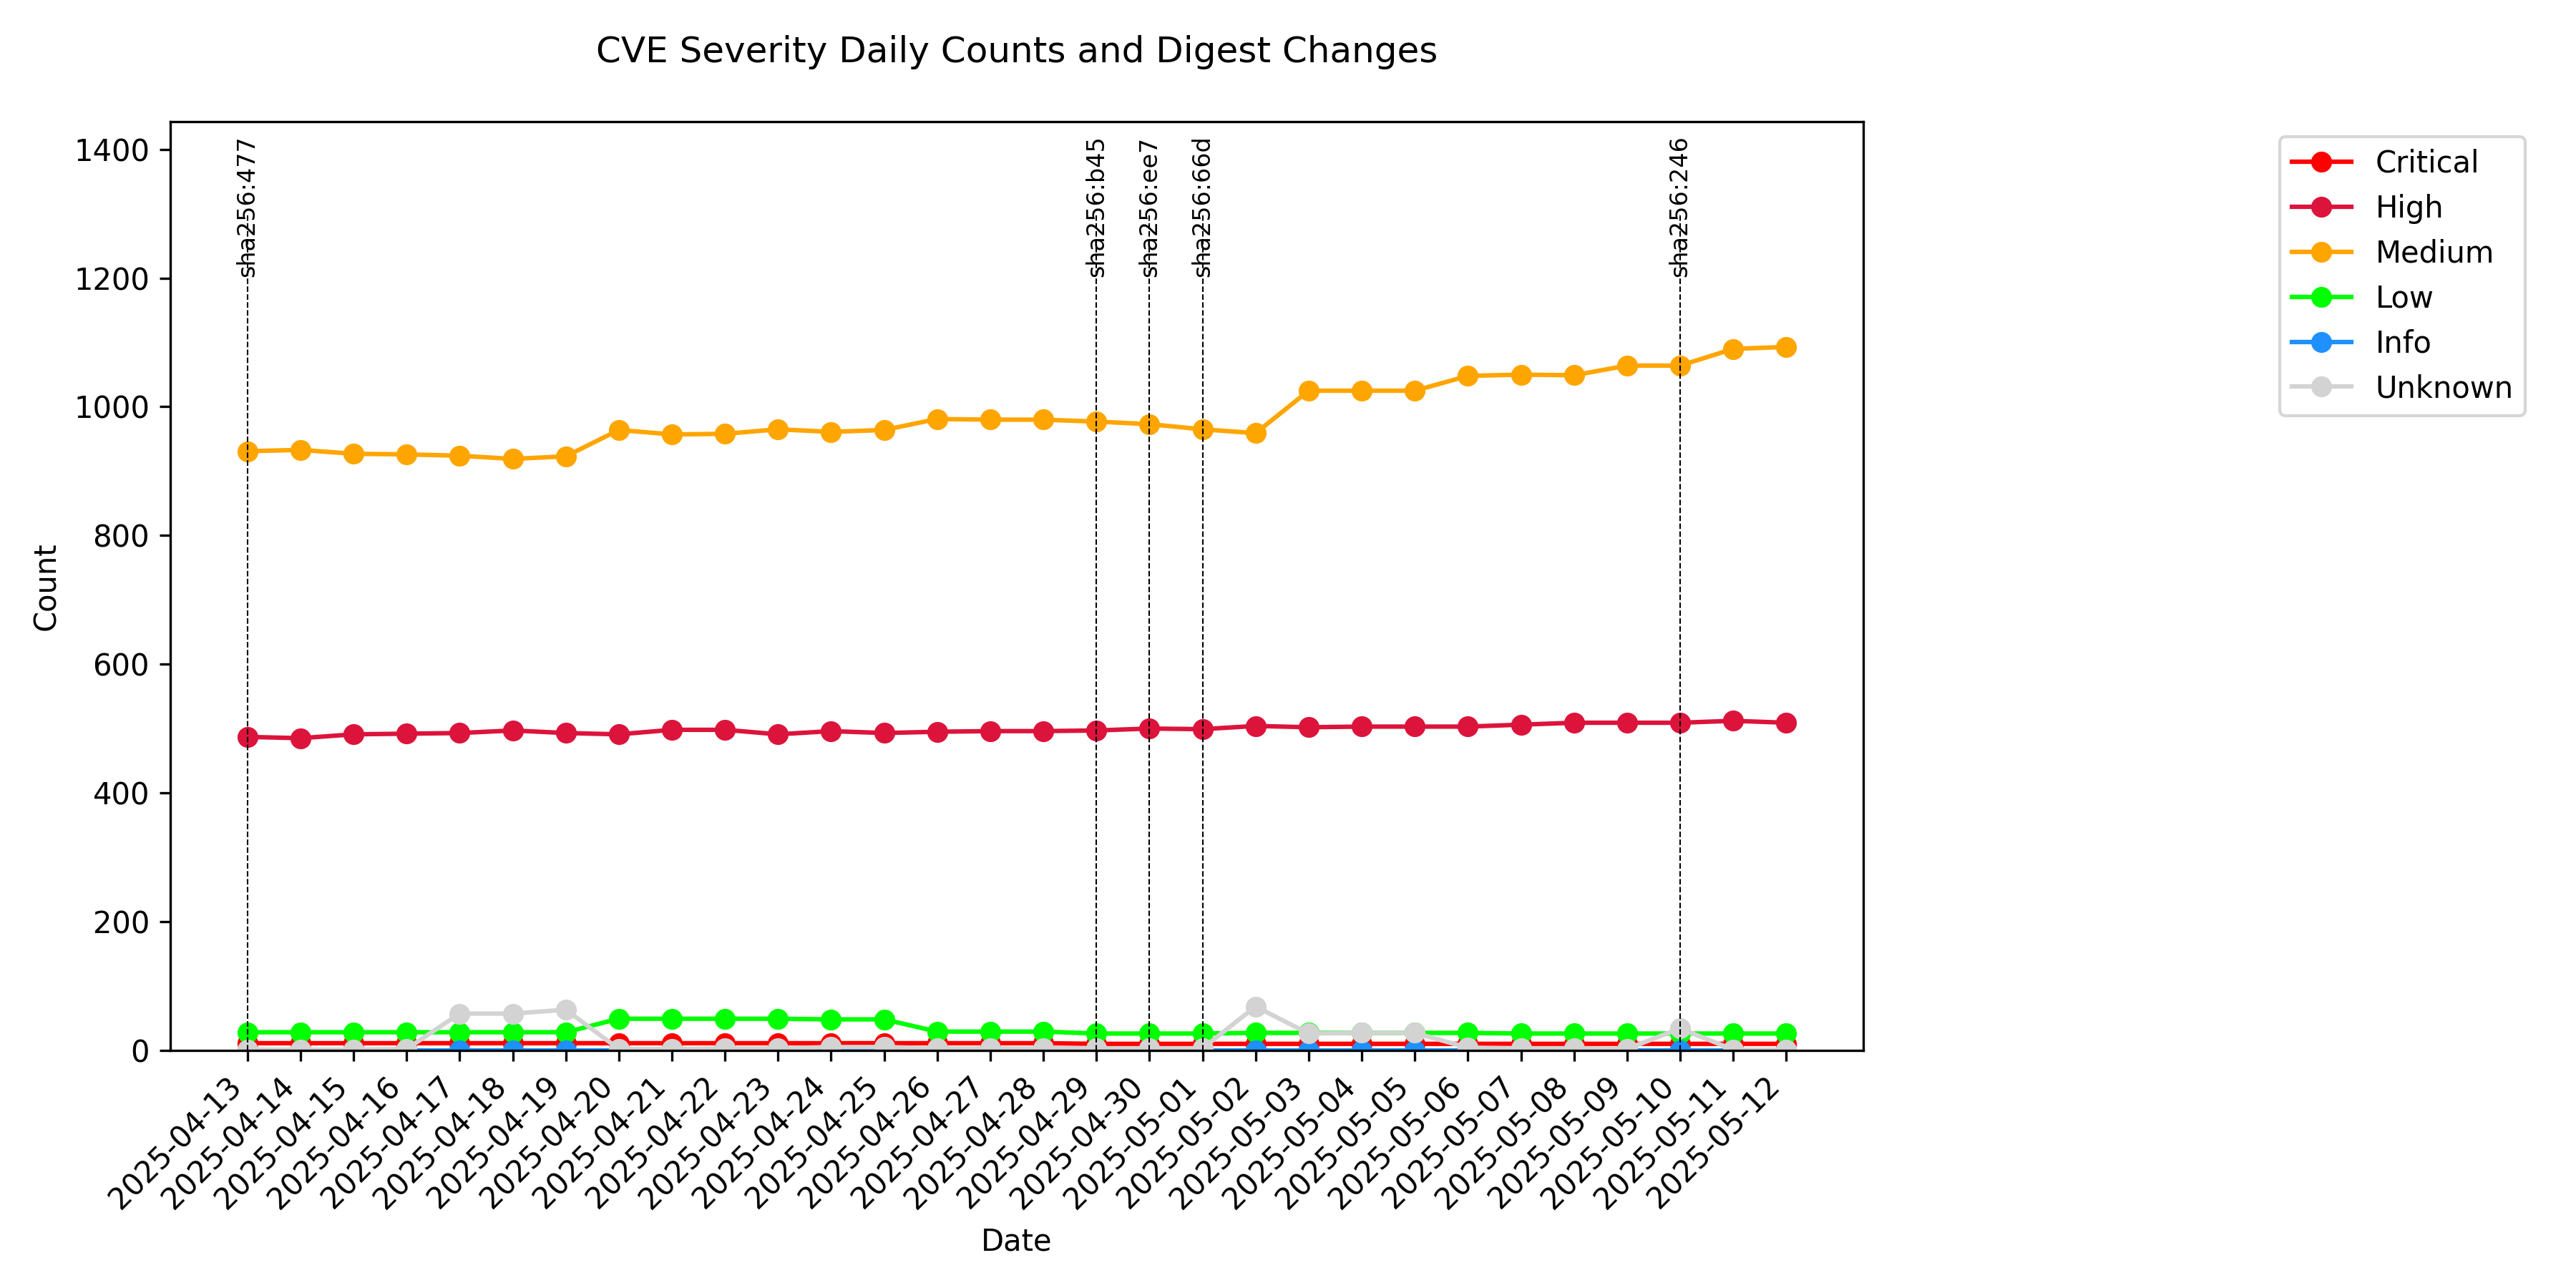 CVE Severity Daily Counts and Digest Changes
Count
1400
1200
1000
800
600
400
200
0
sha256:477
sha256:b45
sha256:ee7
sha256:66d
sha256:246
Critical
High
Medium
Low
Info
Unknown
2025-04-13
2025-04-14
2025-04-15
2025-04-16
2025-04-17
2025-04-18
2025-04-19
2025-04-20
2025-04-21
2025-04-22
2025-04-23
2025-04-24
2025-04-25
2025-04-26
2025-04-27
2025-04-28
2025-04-29
2025-04-30
2025-05-01
2025-05-02
2025-05-03
2025-05-04
2025-05-05
2025-05-06
2025-05-07
2025-05-08
2025-05-09
2025-05-10
2025-05-11
2025-05-12
Date